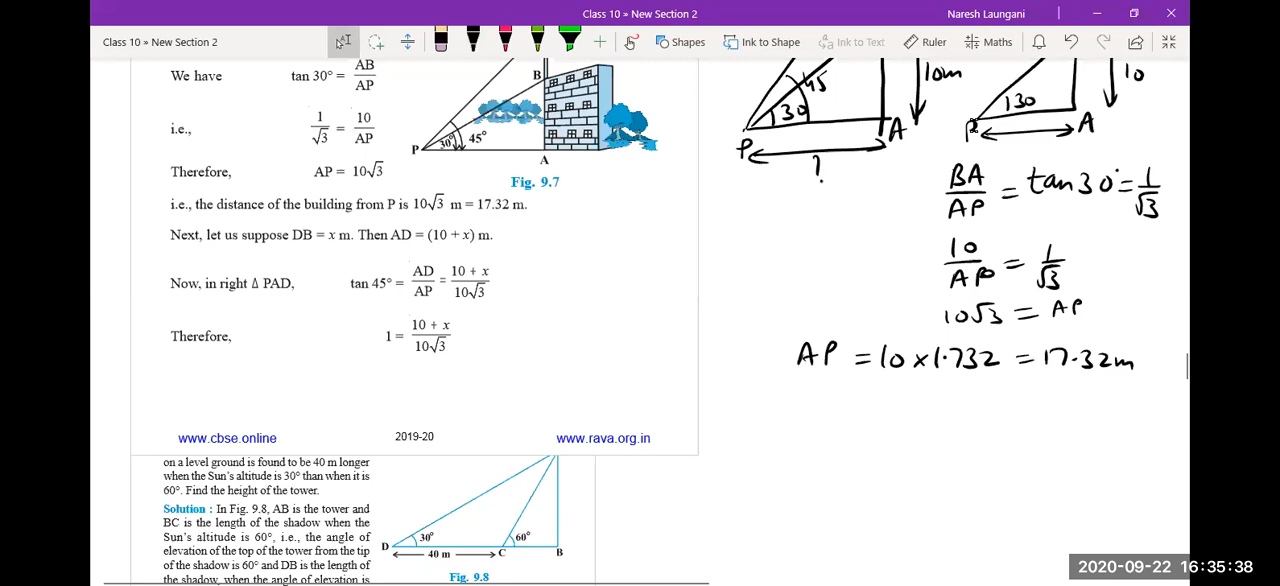 Class 10 » New Section 2
Naresh Laungani
Class 10 » New Section 2
Shapes
Ink to Shape
Ink to Text
Ruler
Maths
We have tan 30° = AB/AP
i.e., 1/√3 = 10/AP
Therefore, AP = 10√3
B
P
30°
45°
A
Fig. 9.7
i.e., the distance of the building from P is 10√3 m = 17.32 m.
Next, let us suppose DB = x m. Then AD = (10 + x) m.
Now, in right Δ PAD, tan 45° = AD/AP = (10 + x)/10√3
Therefore, 1 = (10 + x)/10√3
www.cbse.online
2019-20
www.rava.org.in
on a level ground is found to be 40 m longer
when the Sun's altitude is 30° than when it is
60°. Find the height of the tower.
Solution : In Fig. 9.8, AB is the tower and
BC is the length of the shadow when the
Sun's altitude is 60°, i.e., the angle of
elevation of the top of the tower from the tip
of the shadow is 60° and DB is the length of
the shadow, when the angle of elevation is
30°
60°
D
40 m
C
B
Fig. 9.8
45
30
10m
P
A
?
30
10
P
A
BA/AP = tan 30° = 1/√3
10/AP = 1/√3
10√3 = AP
AP = 10 × 1.732 = 17.32m
2020-09-22 16:35:38